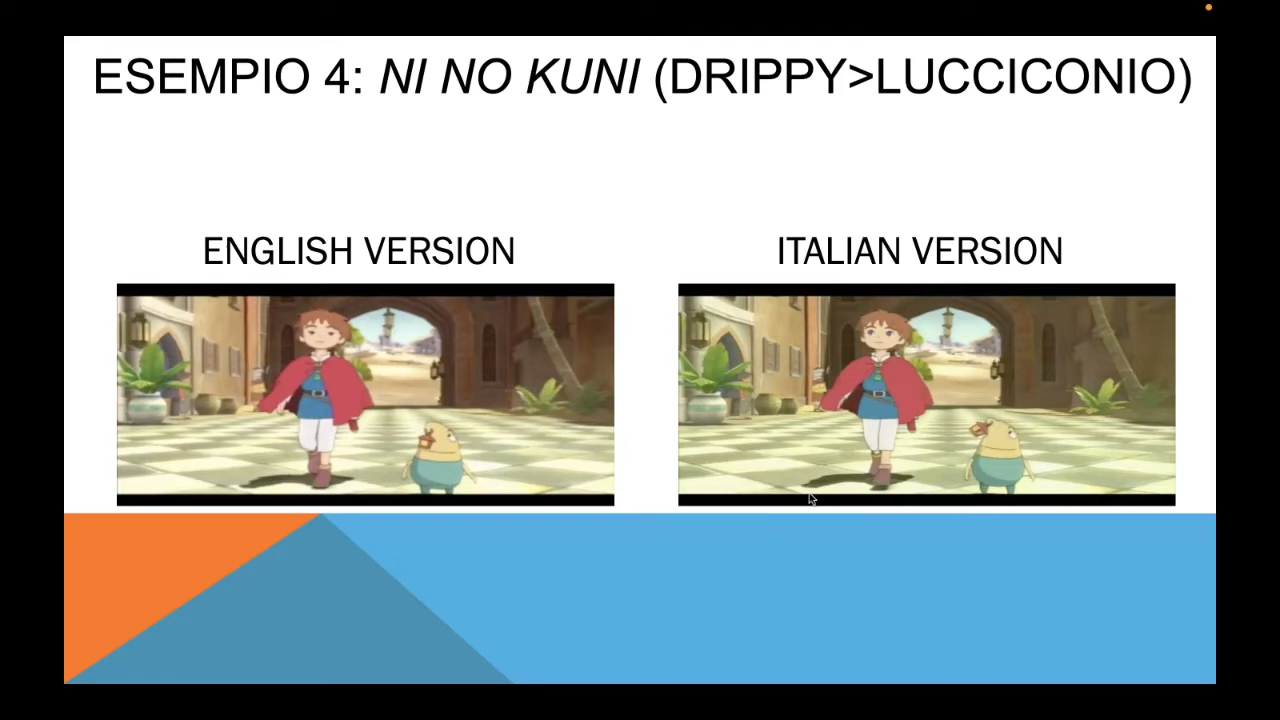 ESEMPIO 4: NI NO KUNI (DRIPPY>LUCCICONIO)
ENGLISH VERSION
ITALIAN VERSION